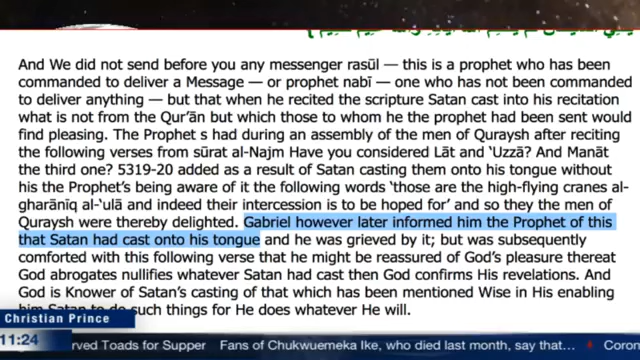 And We did not send before you any messenger rasūl — this is a prophet who has been
commanded to deliver a Message — or prophet nabī — one who has not been commanded
to deliver anything — but that when he recited the scripture Satan cast into his recitation
what is not from the Qur'ān but which those to whom he the prophet had been sent would
find pleasing. The Prophet s had during an assembly of the men of Quraysh after reciting
the following verses from sūrat al-Najm Have you considered Lāt and 'Uzzā? And Manāt
the third one? 5319-20 added as a result of Satan casting them onto his tongue without
his the Prophet's being aware of it the following words 'those are the high-flying cranes al-
gharānīq al-'ulā and indeed their intercession is to be hoped for' and so they the men of
Quraysh were thereby delighted. Gabriel however later informed him the Prophet of this
that Satan had cast onto his tongue and he was grieved by it; but was subsequently
comforted with this following verse that he might be reassured of God's pleasure thereat
God abrogates nullifies whatever Satan had cast then God confirms His revelations. And
God is Knower of Satan's casting of that which has been mentioned Wise in His enabling
him Satan to do such things for He does whatever He will.
Christian Prince
11:24
rved Toads for Supper Fans of Chukwuemeka Ike, who died last month, say that... Coron